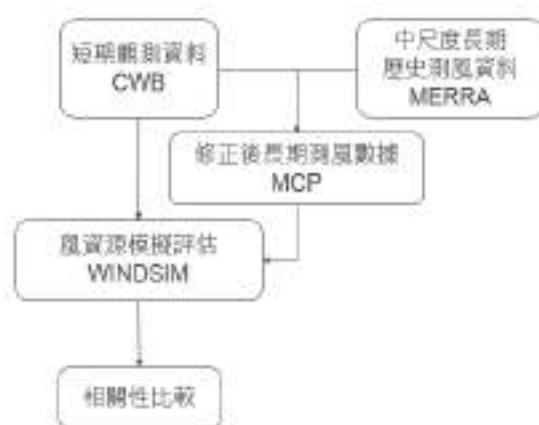 短期觀測資料
CWB
中尺度長期
歷史測風資料
MERRA
修正後長期測風數據
MCP
風資源模擬評估
WINDSIM
相關性比較